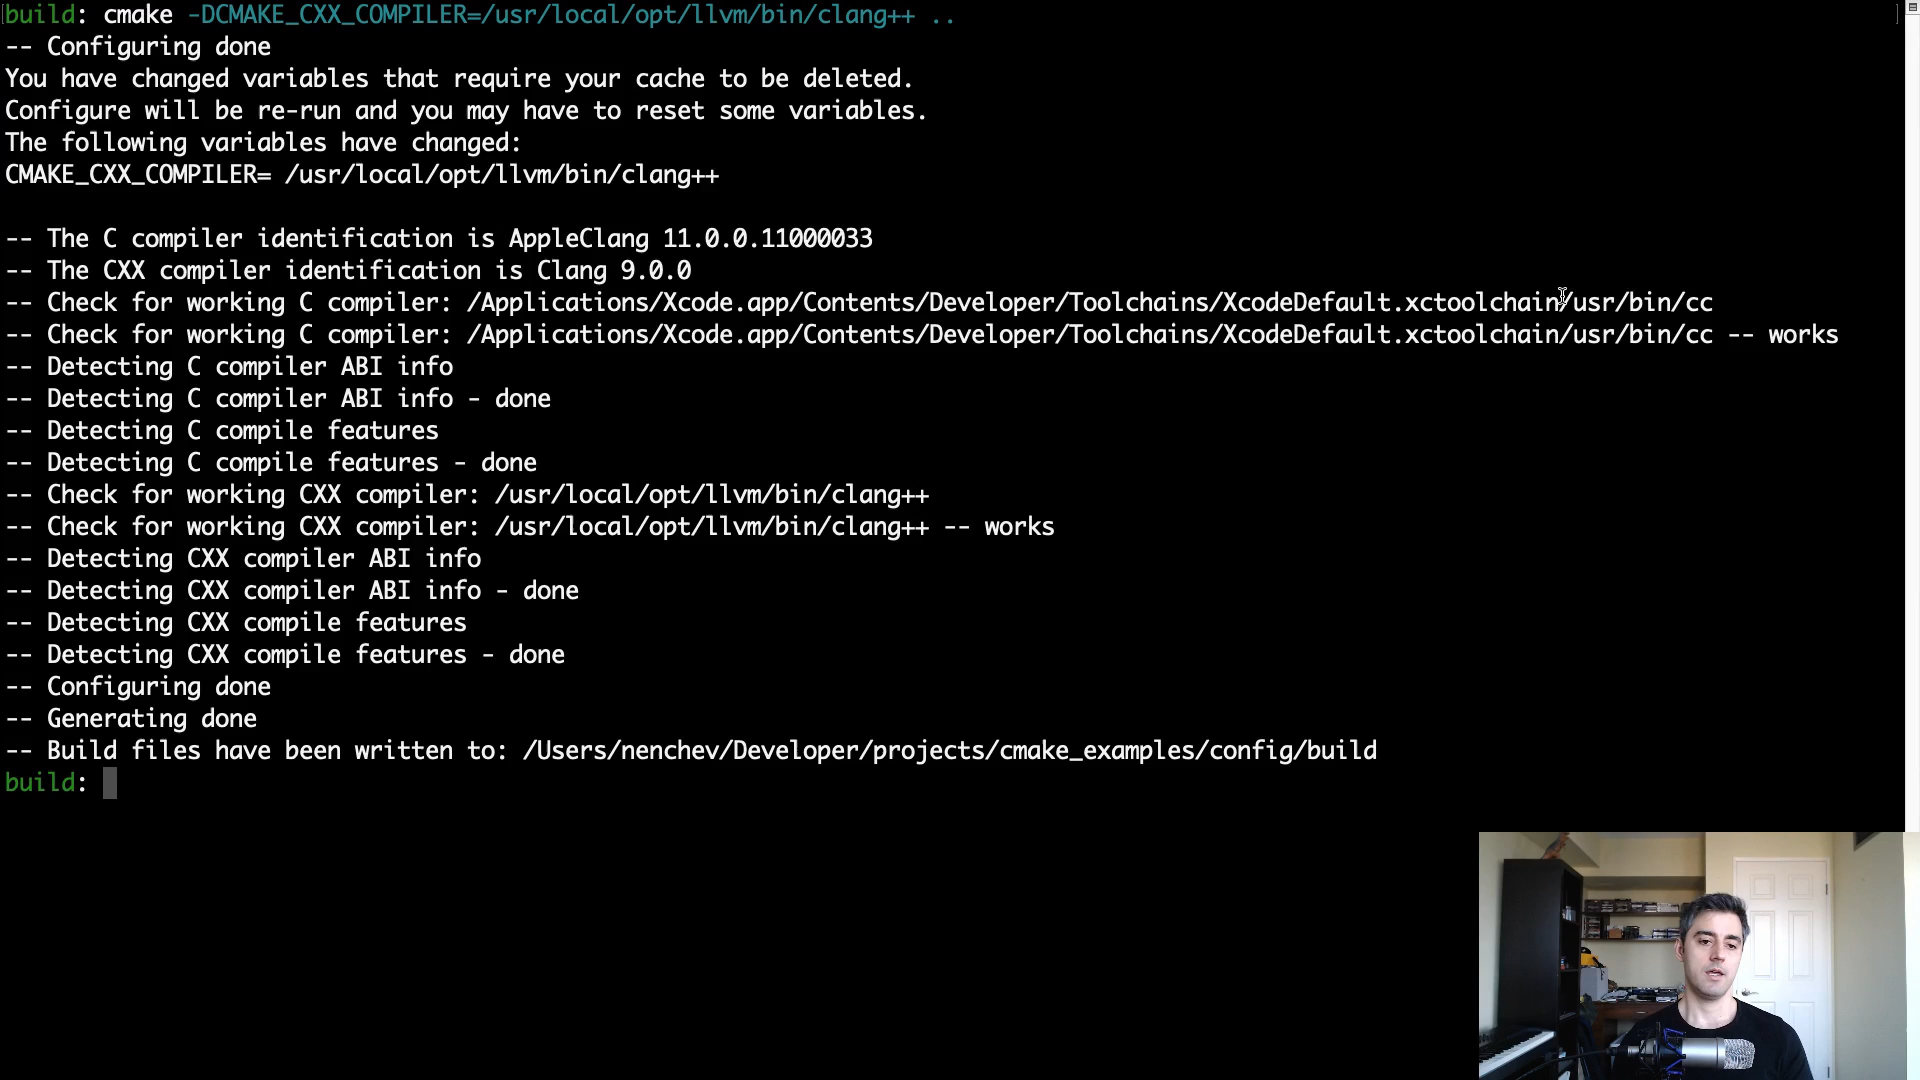 build: cmake -DCMAKE_CXX_COMPILER=/usr/local/opt/llvm/bin/clang++ ..
-- Configuring done
You have changed variables that require your cache to be deleted.
Configure will be re-run and you may have to reset some variables.
The following variables have changed:
CMAKE_CXX_COMPILER= /usr/local/opt/llvm/bin/clang++
-- The C compiler identification is AppleClang 11.0.0.11000033
-- The CXX compiler identification is Clang 9.0.0
-- Check for working C compiler: /Applications/Xcode.app/Contents/Developer/Toolchains/XcodeDefault.xctoolchain/usr/bin/cc
-- Check for working C compiler: /Applications/Xcode.app/Contents/Developer/Toolchains/XcodeDefault.xctoolchain/usr/bin/cc -- works
-- Detecting C compiler ABI info
-- Detecting C compiler ABI info - done
-- Detecting C compile features
-- Detecting C compile features - done
-- Check for working CXX compiler: /usr/local/opt/llvm/bin/clang++
-- Check for working CXX compiler: /usr/local/opt/llvm/bin/clang++ -- works
-- Detecting CXX compiler ABI info
-- Detecting CXX compiler ABI info - done
-- Detecting CXX compile features
-- Detecting CXX compile features - done
-- Configuring done
-- Generating done
-- Build files have been written to: /Users/nenchev/Developer/projects/cmake_examples/config/build
build: